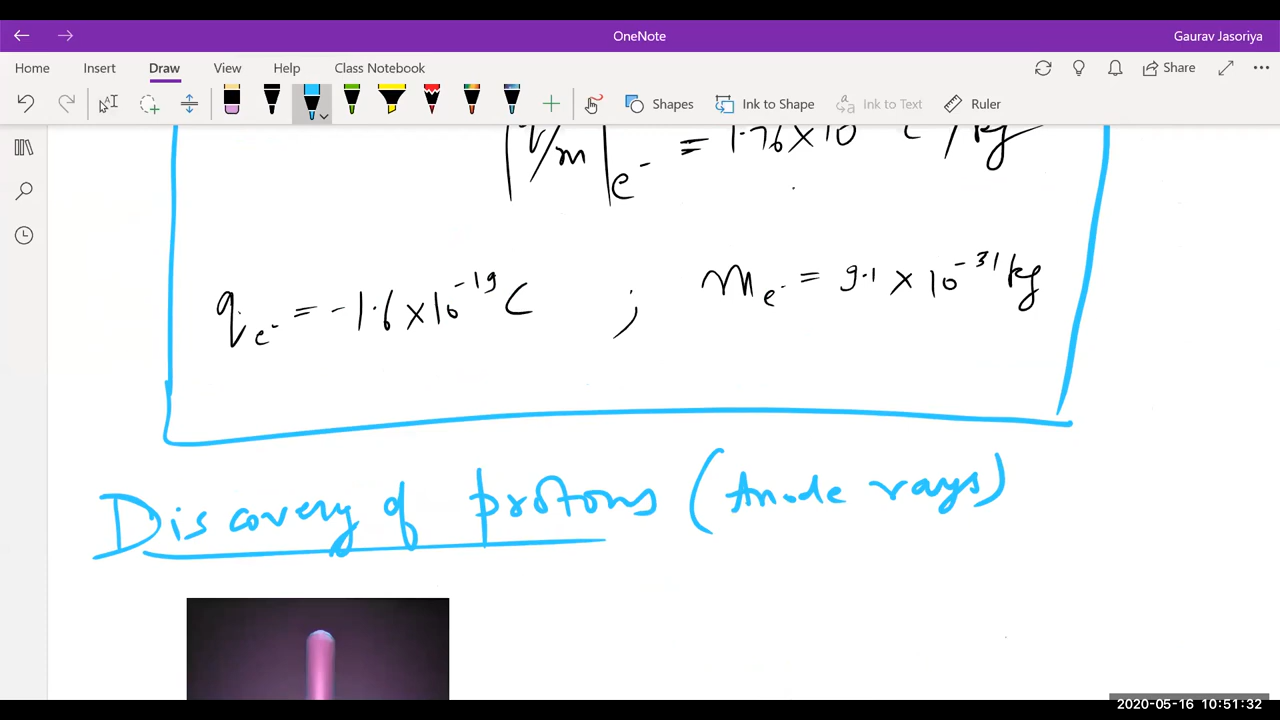 OneNote
Gaurav Jasoriya
Home Insert Draw View Help Class Notebook
Share
Shapes Ink to Shape Ink to Text Ruler
|q/m|e- = 1.76×10 C/kg
qe- = -1.6×10^-19 C ; me- = 9.1 × 10^-31 kg
Discovery of protons (Anode rays)
2020-05-16 10:51:32